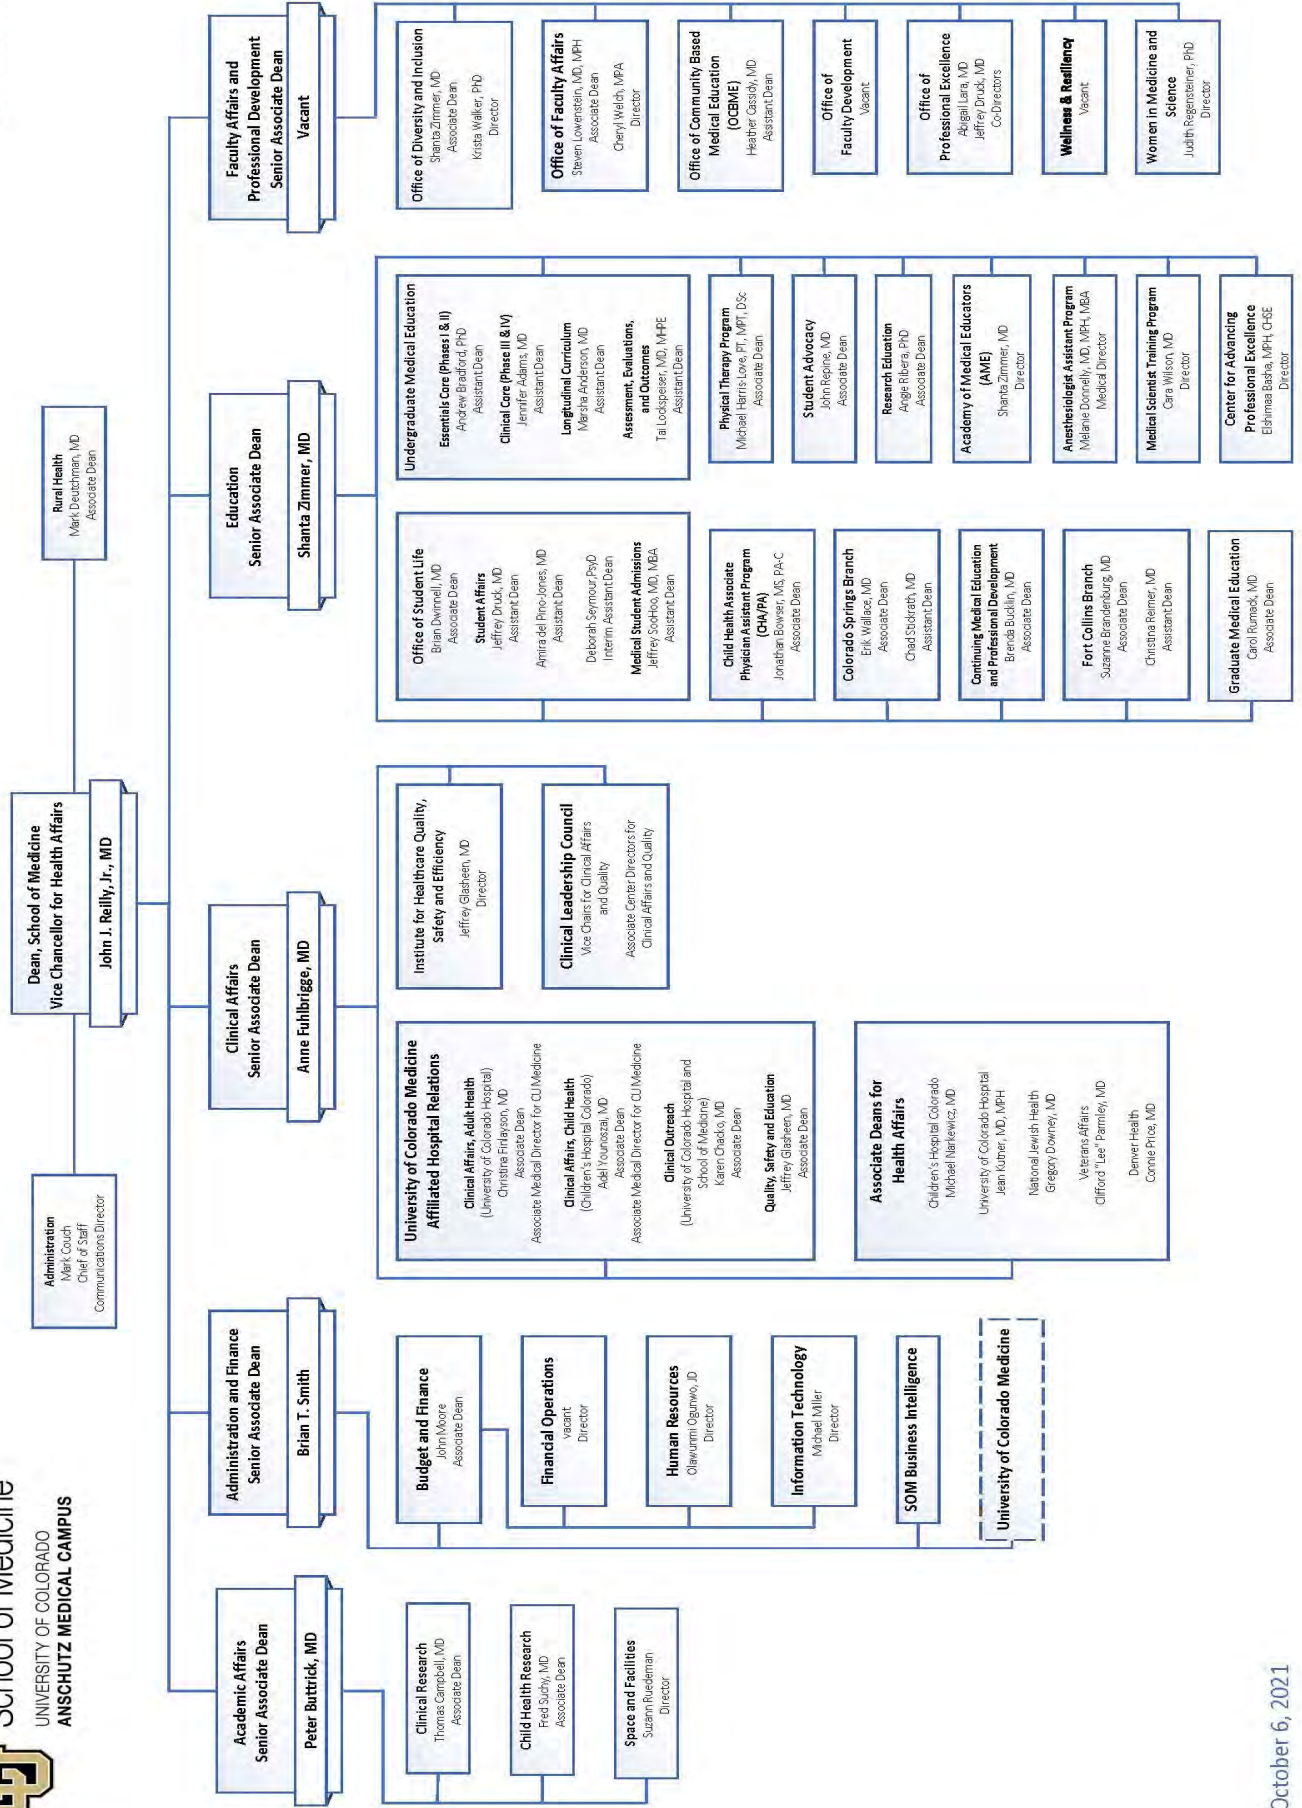 School of Medicine
UNIVERSITY OF COLORADO
ANSCHUTZ MEDICAL CAMPUS
Dean, School of Medicine
Vice Chancellor for Health Affairs
John J. Reilly, Jr., MD
Administration
Mark Couch
Chief of Staff
Communications Director
Rural Health
Mark Deutchman, MD
Associate Dean
Academic Affairs
Senior Associate Dean
Peter Buttrick, MD
Clinical Research
Thomas Campbell, MD
Associate Dean
Child Health Research
Fred Suchy, MD
Associate Dean
Space and Facilities
Suzann Ruedeman
Director
Administration and Finance
Senior Associate Dean
Brian T. Smith
Budget and Finance
John Moore
Associate Dean
Financial Operations
vacant
Director
Human Resources
Olawunmi Ogunwo, JD
Director
Information Technology
Michael Miller
Director
SOM Business Intelligence
University of Colorado Medicine
Clinical Affairs
Senior Associate Dean
Anne Fuhlbrigge, MD
University of Colorado Medicine
Affiliated Hospital Relations
Clinical Affairs, Adult Health
(University of Colorado Hospital)
Christina Finlayson, MD
Associate Dean
Associate Medical Director for CU Medicine
Clinical Affairs, Child Health
(Children's Hospital Colorado)
Adel Younoszai, MD
Associate Dean
Associate Medical Director for CU Medicine
Clinical Outreach
(University of Colorado Hospital and
School of Medicine)
Karen Chacko, MD
Associate Dean
Quality, Safety and Education
Jeffrey Glasheen, MD
Associate Dean
Associate Deans for
Health Affairs
Children's Hospital Colorado
Michael Narkewicz, MD
University of Colorado Hospital
Jean Kutner, MD, MPH
National Jewish Health
Gregory Downey, MD
Veterans Affairs
Clifford "Lee" Parmley, MD
Denver Health
Connie Price, MD
Institute for Healthcare Quality,
Safety and Efficiency
Jeffrey Glasheen, MD
Director
Clinical Leadership Council
Vice Chairs for Clinical Affairs
and Quality
Associate Center Directors for
Clinical Affairs and Quality
Education
Senior Associate Dean
Shanta Zimmer, MD
Office of Student Life
Brian Dwinnell, MD
Associate Dean
Student Affairs
Jeffrey Druck, MD
Assistant Dean
Amira del Pino-Jones, MD
Assistant Dean
Deborah Seymour,PsyD
Interim Assistant Dean
Medical Student Admissions
Jeffrey SooHoo, MD, MBA
Assistant Dean
Child Health Associate
Physician Assistant Program
(CHA/PA)
Jonathan Bowser, MS, PA-C
Associate Dean
Colorado Springs Branch
Erik Wallace, MD
Associate Dean
Chad Stickrath, MD
Assistant Dean
Continuing Medical Education
and Professional Development
Brenda Bucklin, MD
Associate Dean
Fort Collins Branch
Suzanne Brandenburg, MD
Associate Dean
Christina Reimer, MD
Assistant Dean
Graduate Medical Education
Carol Rumack, MD
Associate Dean
Undergraduate Medical Education
Essentials Core (Phases I & II)
Andrew Bradford, PhD
Assistant Dean
Clinical Core (Phase III & IV)
Jennifer Adams, MD
Assistant Dean
Longitudinal Curriculum
Marsha Anderson, MD
Assistant Dean
Assessment, Evaluations,
and Outcomes
Tai Lockspeiser, MD, MHPE
Assistant Dean
Physical Therapy Program
Michael Harris-Love, PT, MPT, DSc
Associate Dean
Student Advocacy
John Repine, MD
Associate Dean
Research Education
Angie Ribera, PhD
Associate Dean
Academy of Medical Educators
(AME)
Shanta Zimmer, MD
Director
Anesthesiologist Assistant Program
Melanie Donnelly, MD, MPH, MBA
Medical Director
Medical Scientist Training Program
Cara Wilson, MD
Director
Center for Advancing
Professional Excellence
Elshimaa Basha, MPH, CHSE
Director
Faculty Affairs and
Professional Development
Senior Associate Dean
Vacant
Office of Diversity and Inclusion
Shanta Zimmer, MD
Associate Dean
Krista Walker, PhD
Director
Office of Faculty Affairs
Steven Lowenstein, MD, MPH
Associate Dean
Cheryl Welch, MPA
Director
Office of Community Based
Medical Education
(OCBME)
Heather Cassidy, MD
Assistant Dean
Office of
Faculty Development
Vacant
Office of
Professional Excellence
Abigail Lara, MD
Jeffrey Druck, MD
Co-Directors
Wellness & Resiliency
Vacant
Women in Medicine and
Science
Judith Regensteiner, PhD
Director
October 6, 2021